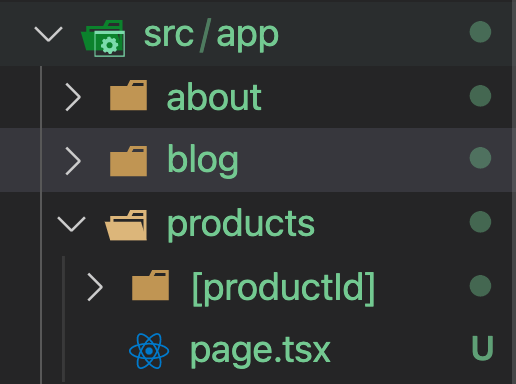 src/app
about
blog
products
[productId]
page.tsx U